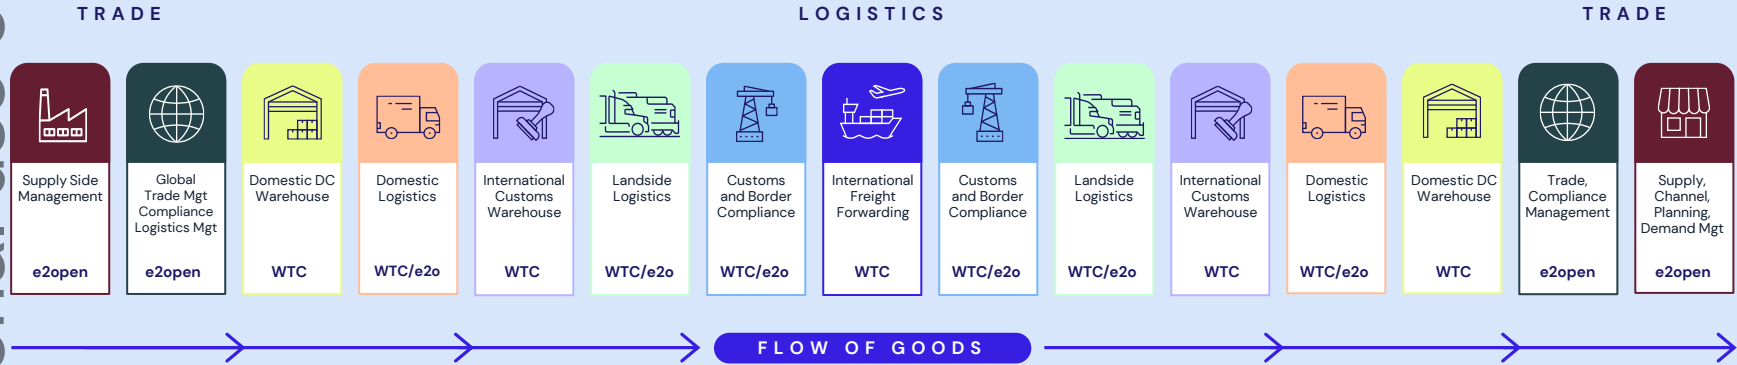 TRADE
LOGISTICS
TRADE
Supply Side
Management
e2open
Global
Trade Mgt
Compliance
Logistics Mgt
e2open
Domestic DC
Warehouse
WTC
Domestic
Logistics
WTC/e2o
International
Customs
Warehouse
WTC
Landside
Logistics
WTC/e2o
Customs
and Border
Compliance
WTC/e2o
International
Freight
Forwarding
WTC
Customs
and Border
Compliance
WTC/e2o
Landside
Logistics
WTC/e2o
International
Customs
Warehouse
WTC
Domestic
Logistics
WTC/e2o
Domestic DC
Warehouse
WTC
Trade,
Compliance
Management
e2open
Supply,
Channel,
Planning,
Demand Mgt
e2open
FLOW OF GOODS